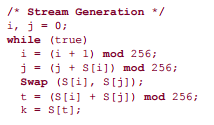 /* Stream Generation */
i, j = 0;
while (true)
i = (i + 1) mod 256;
j = (j + S[i]) mod 256;
Swap (S[i], S[j]);
t = (S[i] + S[j]) mod 256;
k = S[t];